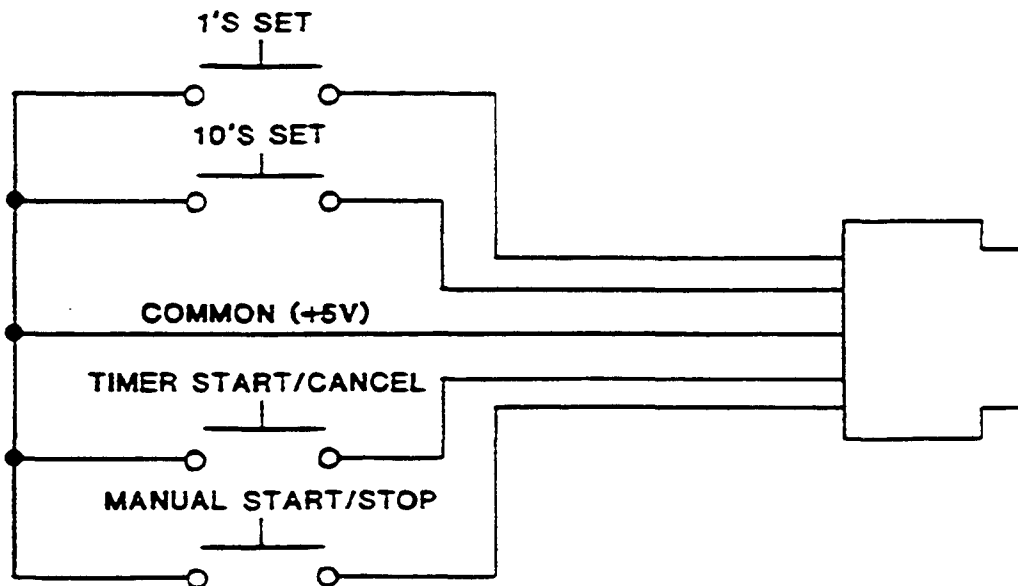 1'S SET
10'S SET
COMMON (+5V)
TIMER START/CANCEL
MANUAL START/STOP